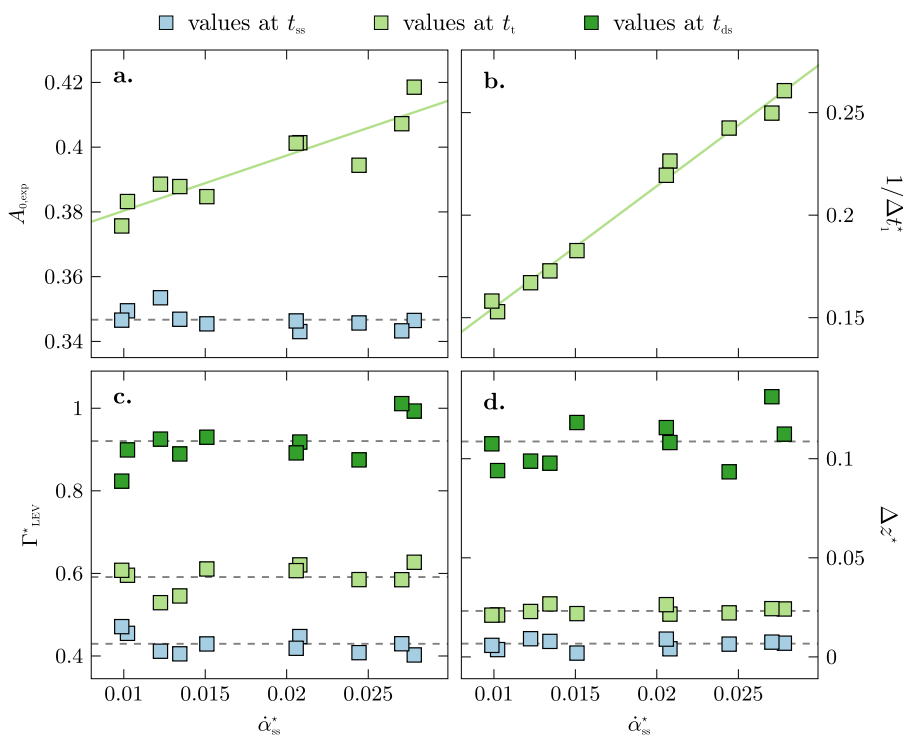 values at t_ss values at t_t values at t_ds
a.
0.42
0.4
0.38
0.36
0.34
A_0,exp
b.
0.25
0.2
0.15
1/Δt*_1
c.
1
0.8
0.6
0.4
Γ*_LEV
0.01 0.015 0.02 0.025
α̇*_ss
d.
0.1
0.05
0
Δz*
0.01 0.015 0.02 0.025
α̇*_ss